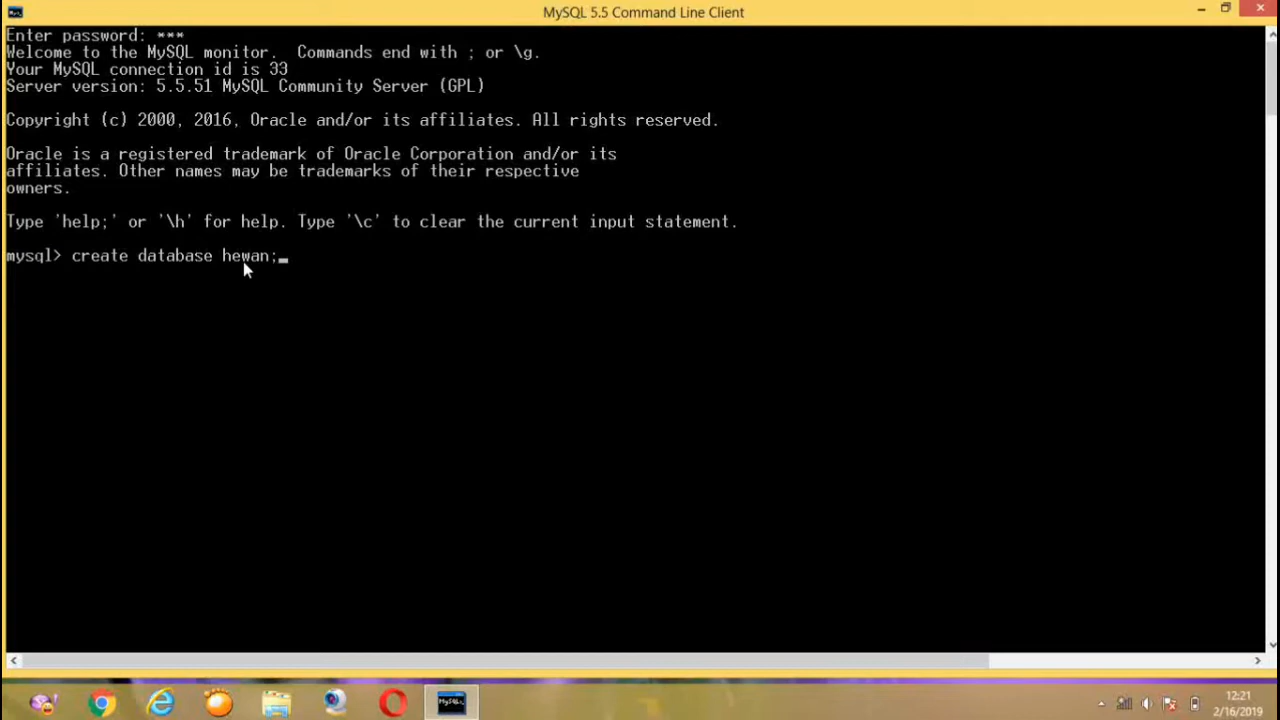 MySQL 5.5 Command Line Client
Enter password: ***
Welcome to the MySQL monitor.  Commands end with ; or \g.
Your MySQL connection id is 33
Server version: 5.5.51 MySQL Community Server (GPL)
Copyright (c) 2000, 2016, Oracle and/or its affiliates. All rights reserved.
Oracle is a registered trademark of Oracle Corporation and/or its
affiliates. Other names may be trademarks of their respective
owners.
Type 'help;' or '\h' for help. Type '\c' to clear the current input statement.
mysql> create database hewan;_
12:21
2/16/2019